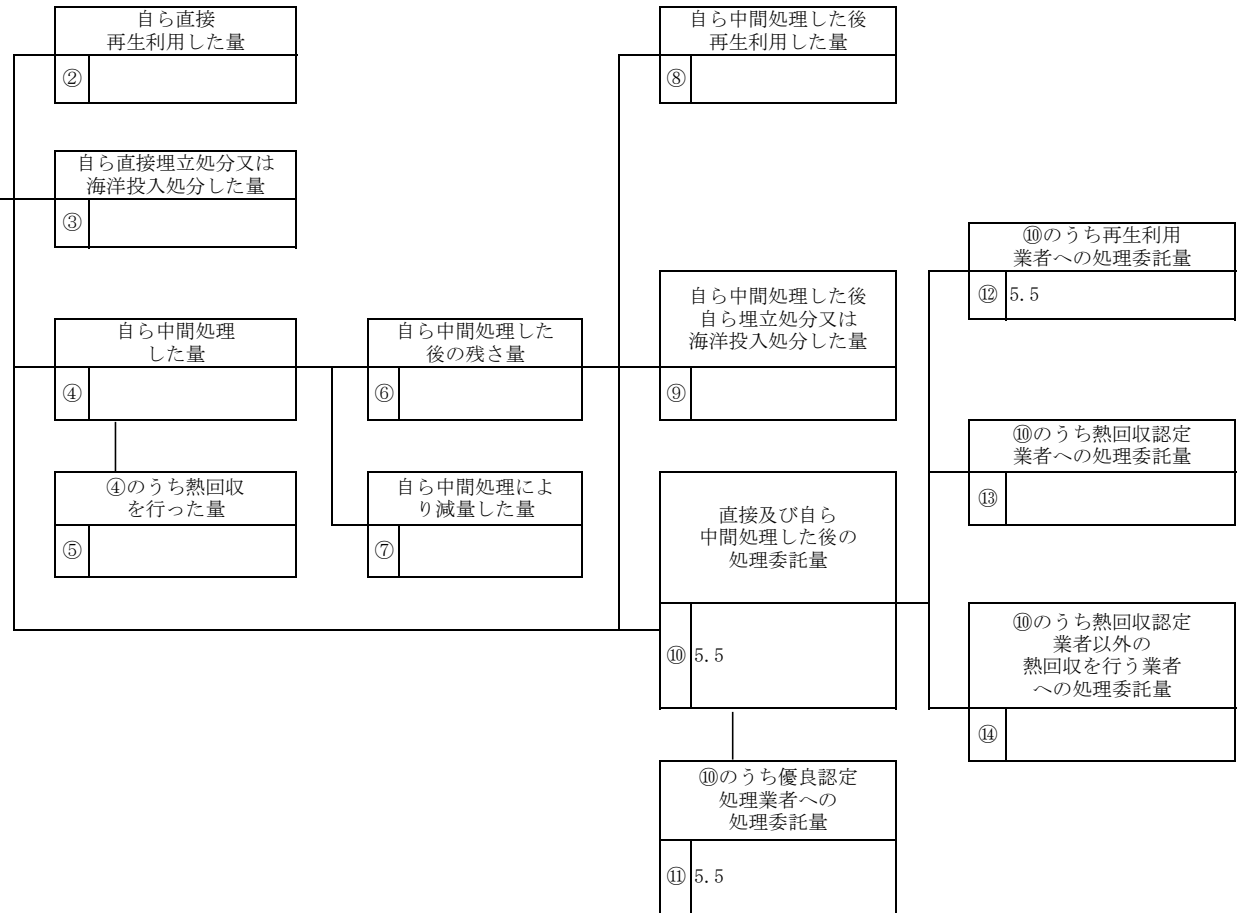 自ら直接
再生利用した量
②
自ら中間処理した後
再生利用した量
⑧
自ら直接埋立処分又は
海洋投入処分した量
③
⑩のうち再生利用
業者への処理委託量
⑫ 5.5
自ら中間処理
した量
④
自ら中間処理した
後の残さ量
⑥
自ら中間処理した後
自ら埋立処分又は
海洋投入処分した量
⑨
⑩のうち熱回収認定
業者への処理委託量
⑬
④のうち熱回収
を行った量
⑤
自ら中間処理によ
り減量した量
⑦
直接及び自ら
中間処理した後の
処理委託量
⑩ 5.5
⑩のうち熱回収認定
業者以外の
熱回収を行う業者
への処理委託量
⑭
⑩のうち優良認定
処理業者への
処理委託量
⑪ 5.5